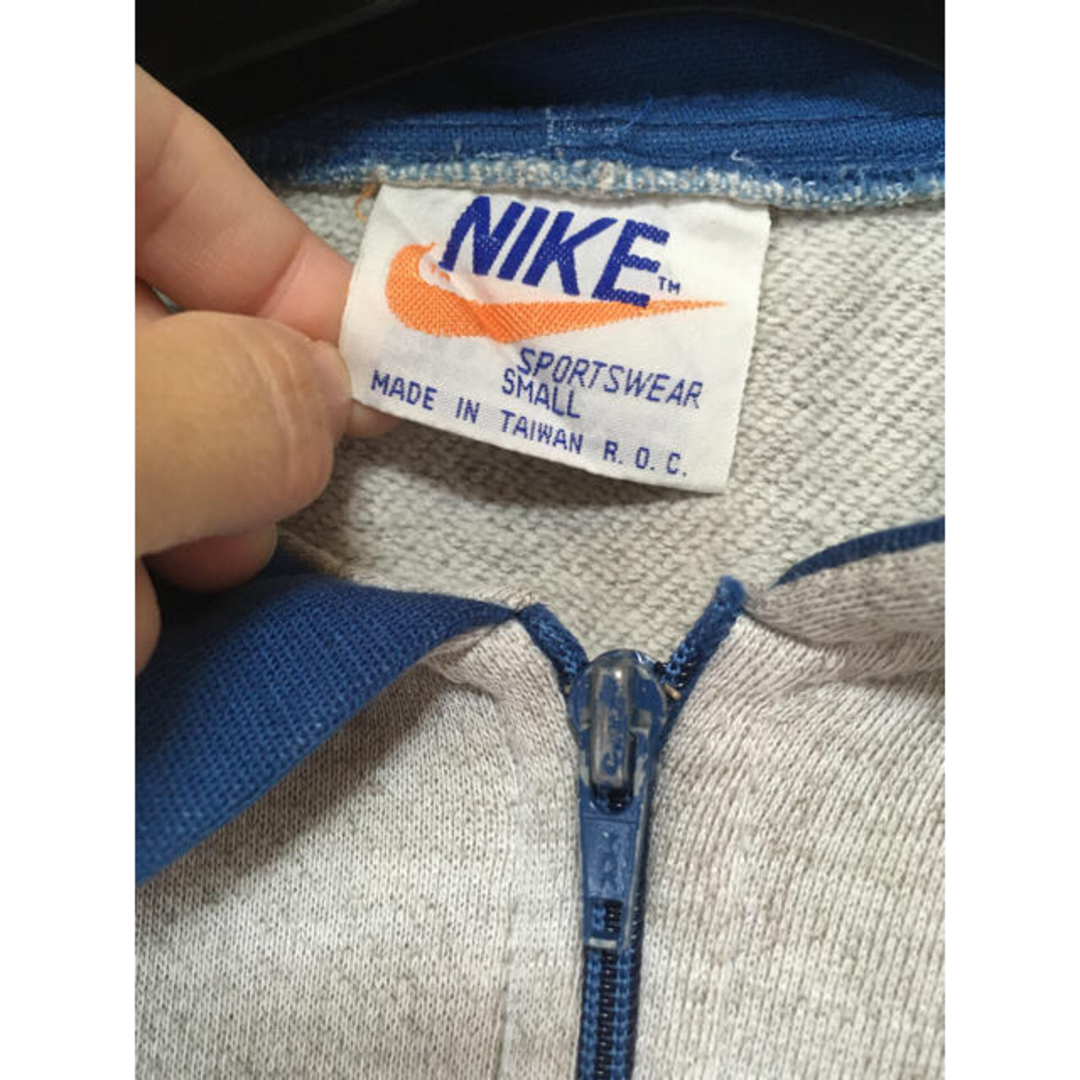 NIKE™
SPORTSWEAR
SMALL
MADE IN TAIWAN R.O.C.